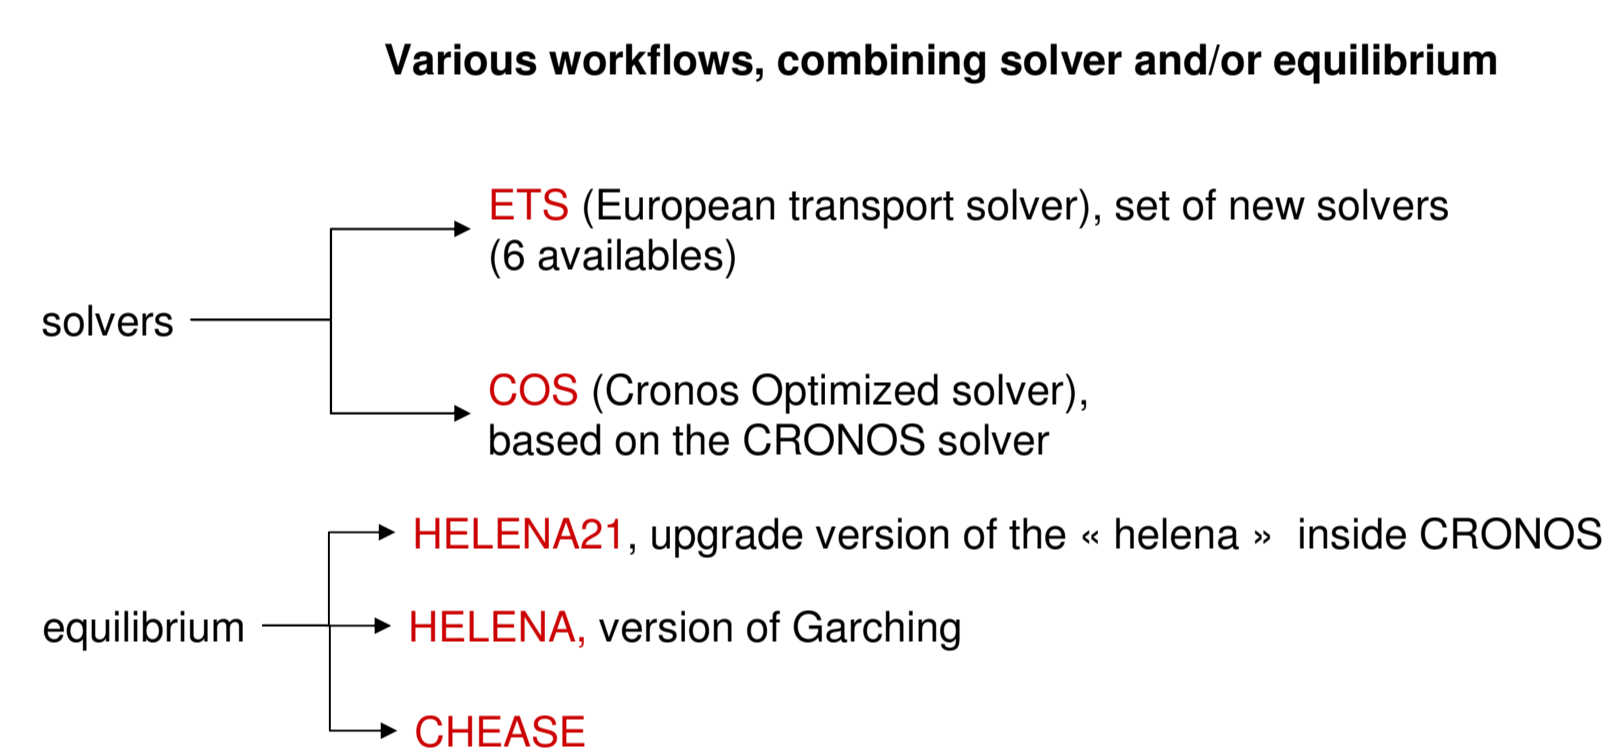 Various workflows, combining solver and/or equilibrium
ETS (European transport solver), set of new solvers
(6 availables)
solvers
COS (Cronos Optimized solver),
based on the CRONOS solver
HELENA21, upgrade version of the « helena »  inside CRONOS
equilibrium
HELENA, version of Garching
CHEASE